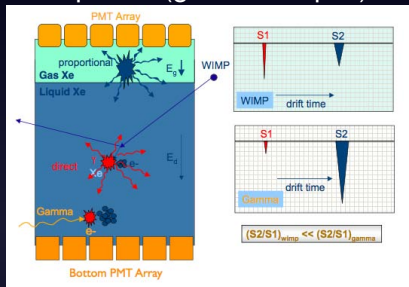 PMT Array
proportional
Gas Xe
Eg
WIMP
Liquid Xe
direct
Xe
e-
Ed
Gamma
e-
Bottom PMT Array
S1
S2
WIMP
drift time
S1
S2
drift time
Gamma
(S2/S1)wimp << (S2/S1)gamma